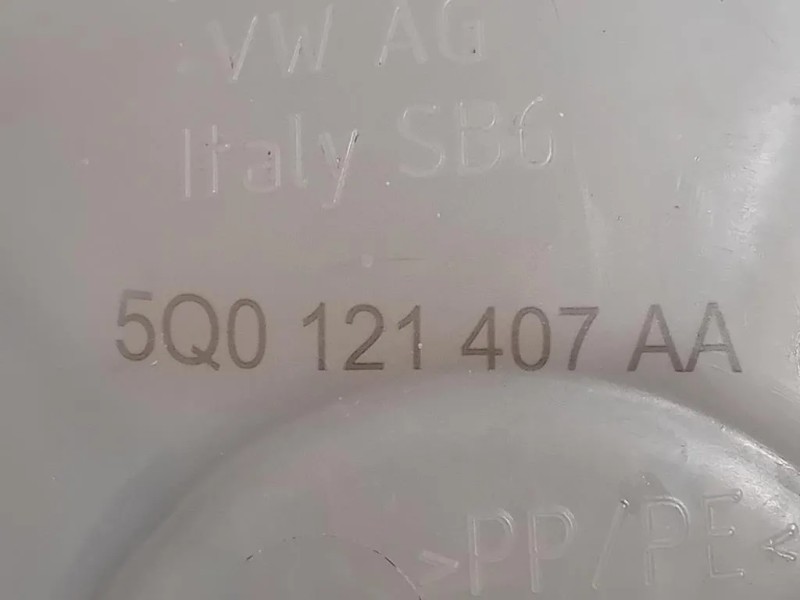 VW AG
Italy SB6
5Q0 121 407 AA
>PP/PE<